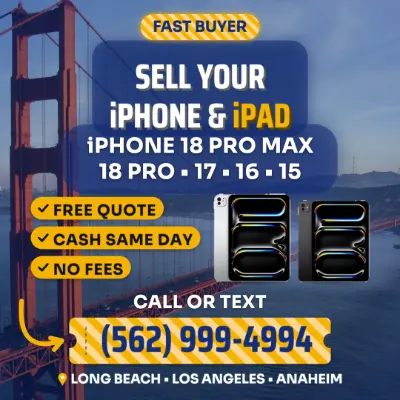 FAST BUYER
SELL YOUR
iPHONE & iPAD
iPHONE 18 PRO MAX
18 PRO ▪ 17 ▪ 16 ▪ 15
FREE QUOTE
CASH SAME DAY
NO FEES
CALL OR TEXT
(562) 999-4994
LONG BEACH ▪ LOS ANGELES ▪ ANAHEIM